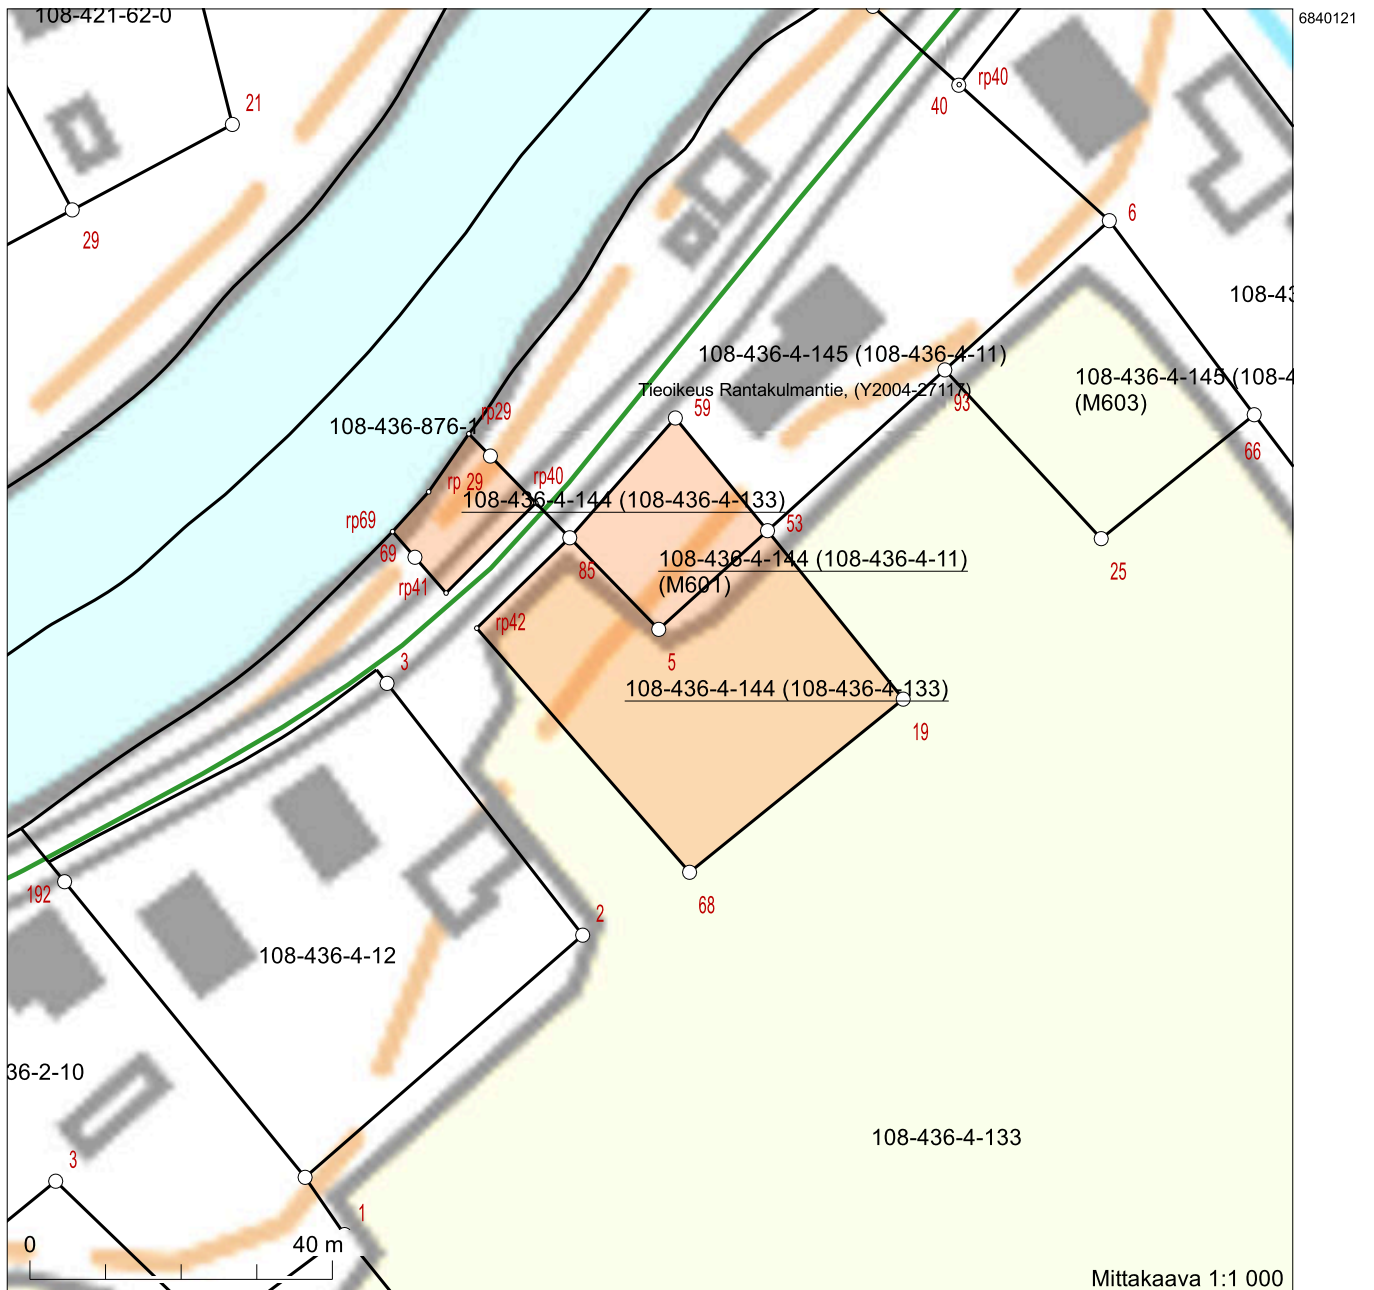 108-421-62-0
6840121
21
rp40
40
6
29
108-43
108-436-4-145 (108-436-4-11)
108-436-4-145 (108-4
(M603)
Tieoikeus Rantakulmantie, (Y2004-27117)
93
59
rp29
108-436-876-1
66
rp 29
rp40
108-436-4-144 (108-436-4-133)
rp69
53
69
108-436-4-144 (108-436-4-11)
(M601)
85
25
rp41
rp42
3
5
108-436-4-144 (108-436-4-133)
19
192
68
2
108-436-4-12
36-2-10
108-436-4-133
3
1
0
40 m
Mittakaava 1:1 000